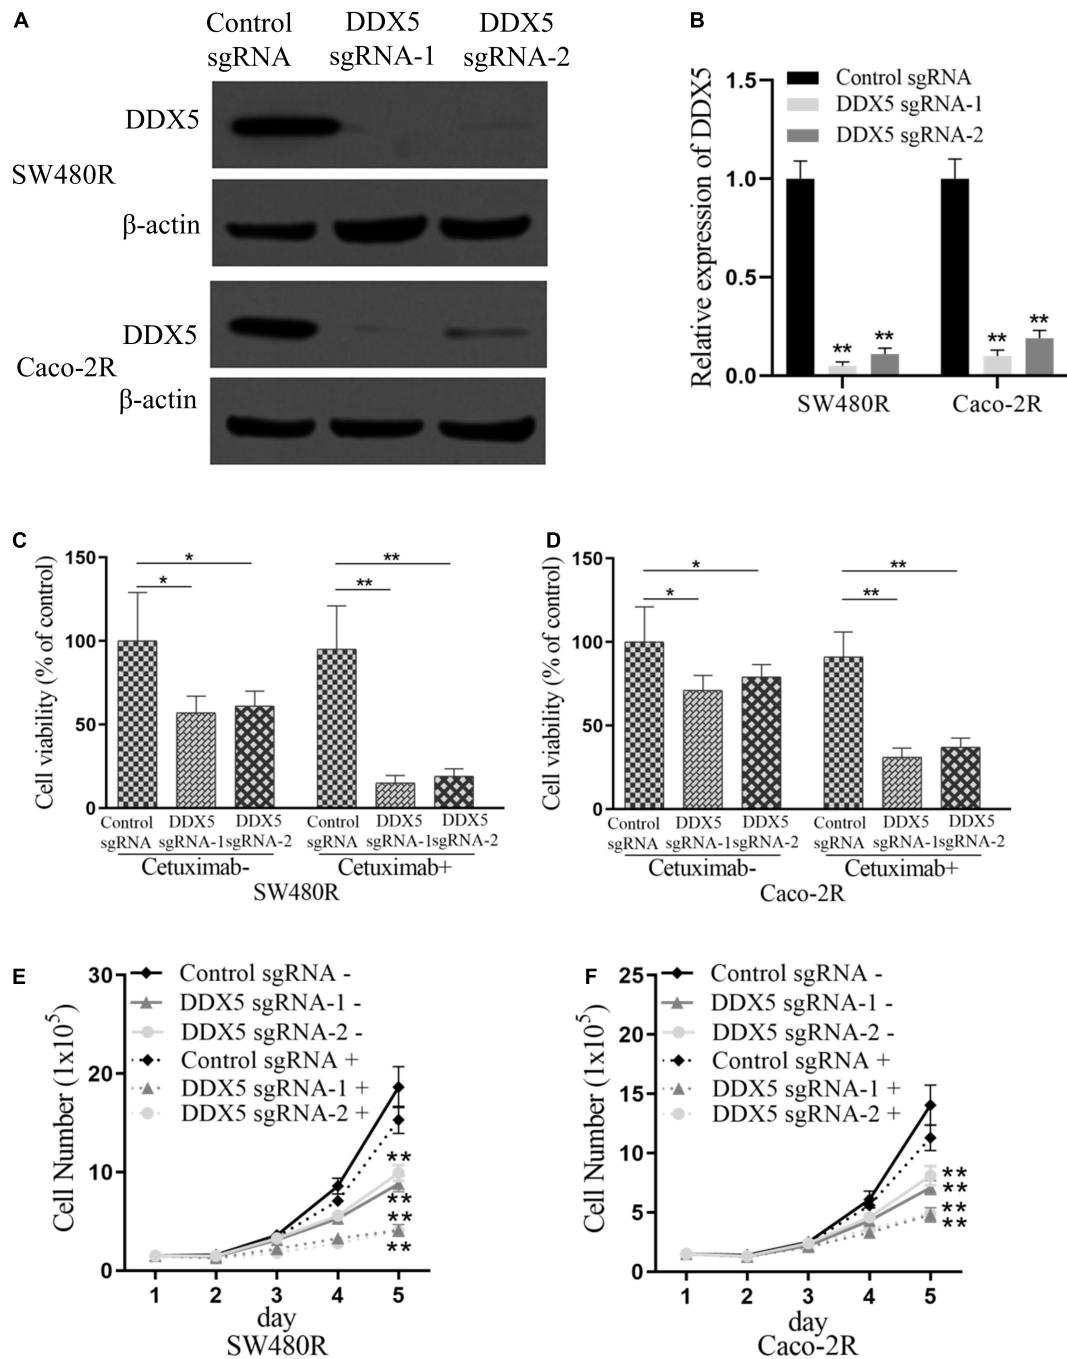 A
Control sgRNA
DDX5 sgRNA-1
DDX5 sgRNA-2
DDX5
SW480R
β-actin
DDX5
Caco-2R
β-actin
B
Relative expression of DDX5
1.5
1.0
0.5
0.0
Control sgRNA
DDX5 sgRNA-1
DDX5 sgRNA-2
** ** ** **
SW480R Caco-2R
C
Cell viability (% of control)
150
100
50
0
* * ** **
Control sgRNA
DDX5 sgRNA-1
DDX5 sgRNA-2
Control sgRNA
DDX5 sgRNA-1
DDX5 sgRNA-2
Cetuximab- Cetuximab+
SW480R
D
Cell viability (% of control)
150
100
50
0
* * ** **
Control sgRNA
DDX5 sgRNA-1
DDX5 sgRNA-2
Control sgRNA
DDX5 sgRNA-1
DDX5 sgRNA-2
Cetuximab- Cetuximab+
Caco-2R
E
Cell Number (1x10⁵)
30
20
10
0
Control sgRNA -
DDX5 sgRNA-1 -
DDX5 sgRNA-2 -
Control sgRNA +
DDX5 sgRNA-1 +
DDX5 sgRNA-2 +
**
**
**
**
1 2 3 4 5
day
SW480R
F
Cell Number (1x10⁵)
25
20
15
10
5
0
Control sgRNA -
DDX5 sgRNA-1 -
DDX5 sgRNA-2 -
Control sgRNA +
DDX5 sgRNA-1 +
DDX5 sgRNA-2 +
**
**
**
**
1 2 3 4 5
day
Caco-2R